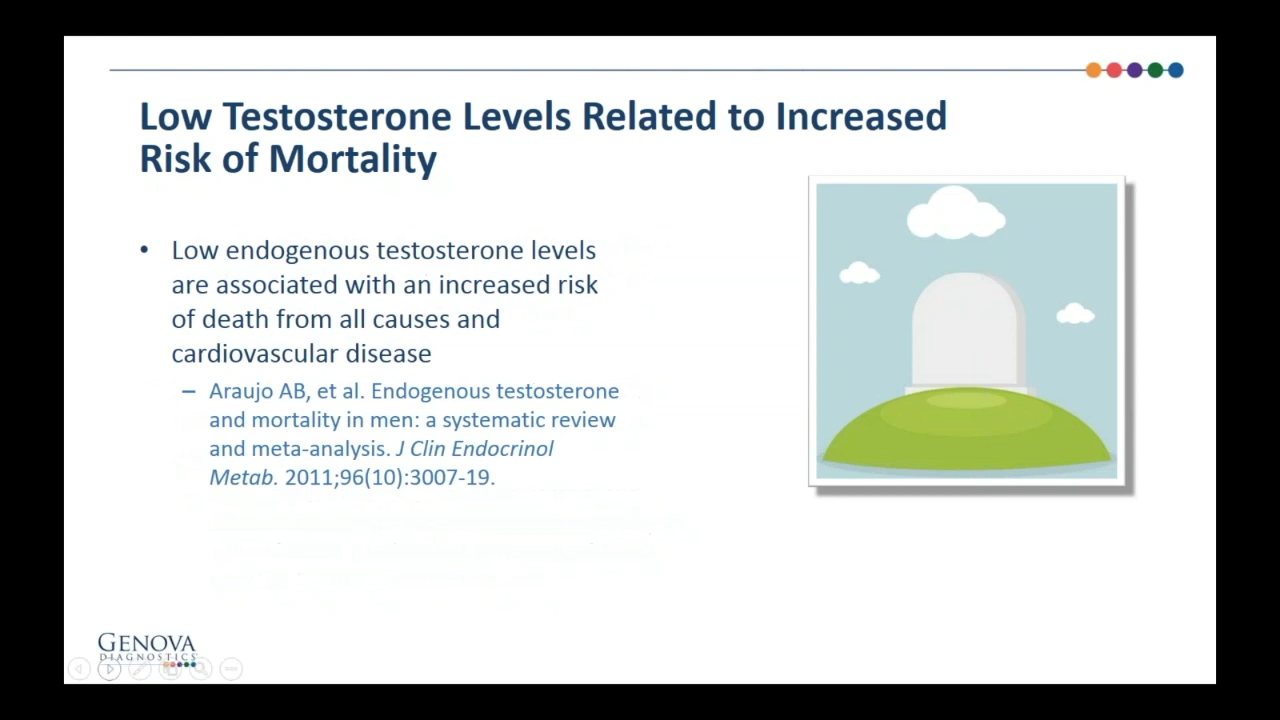 Low Testosterone Levels Related to Increased
Risk of Mortality
• Low endogenous testosterone levels
are associated with an increased risk
of death from all causes and
cardiovascular disease
– Araujo AB, et al. Endogenous testosterone
and mortality in men: a systematic review
and meta-analysis. J Clin Endocrinol
Metab. 2011;96(10):3007-19.
GENOVA
DIAGNOSTICS